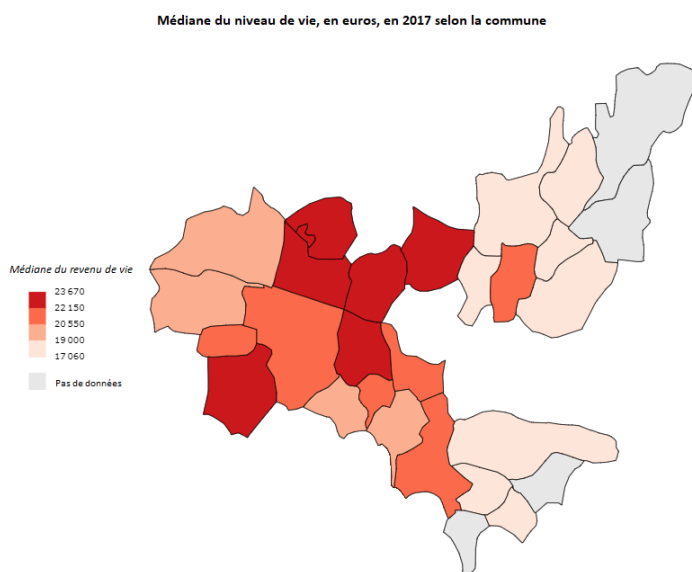 Médiane du niveau de vie, en euros, en 2017 selon la commune
Médiane du revenu de vie
23 670
22 150
20 550
19 000
17 060
Pas de données